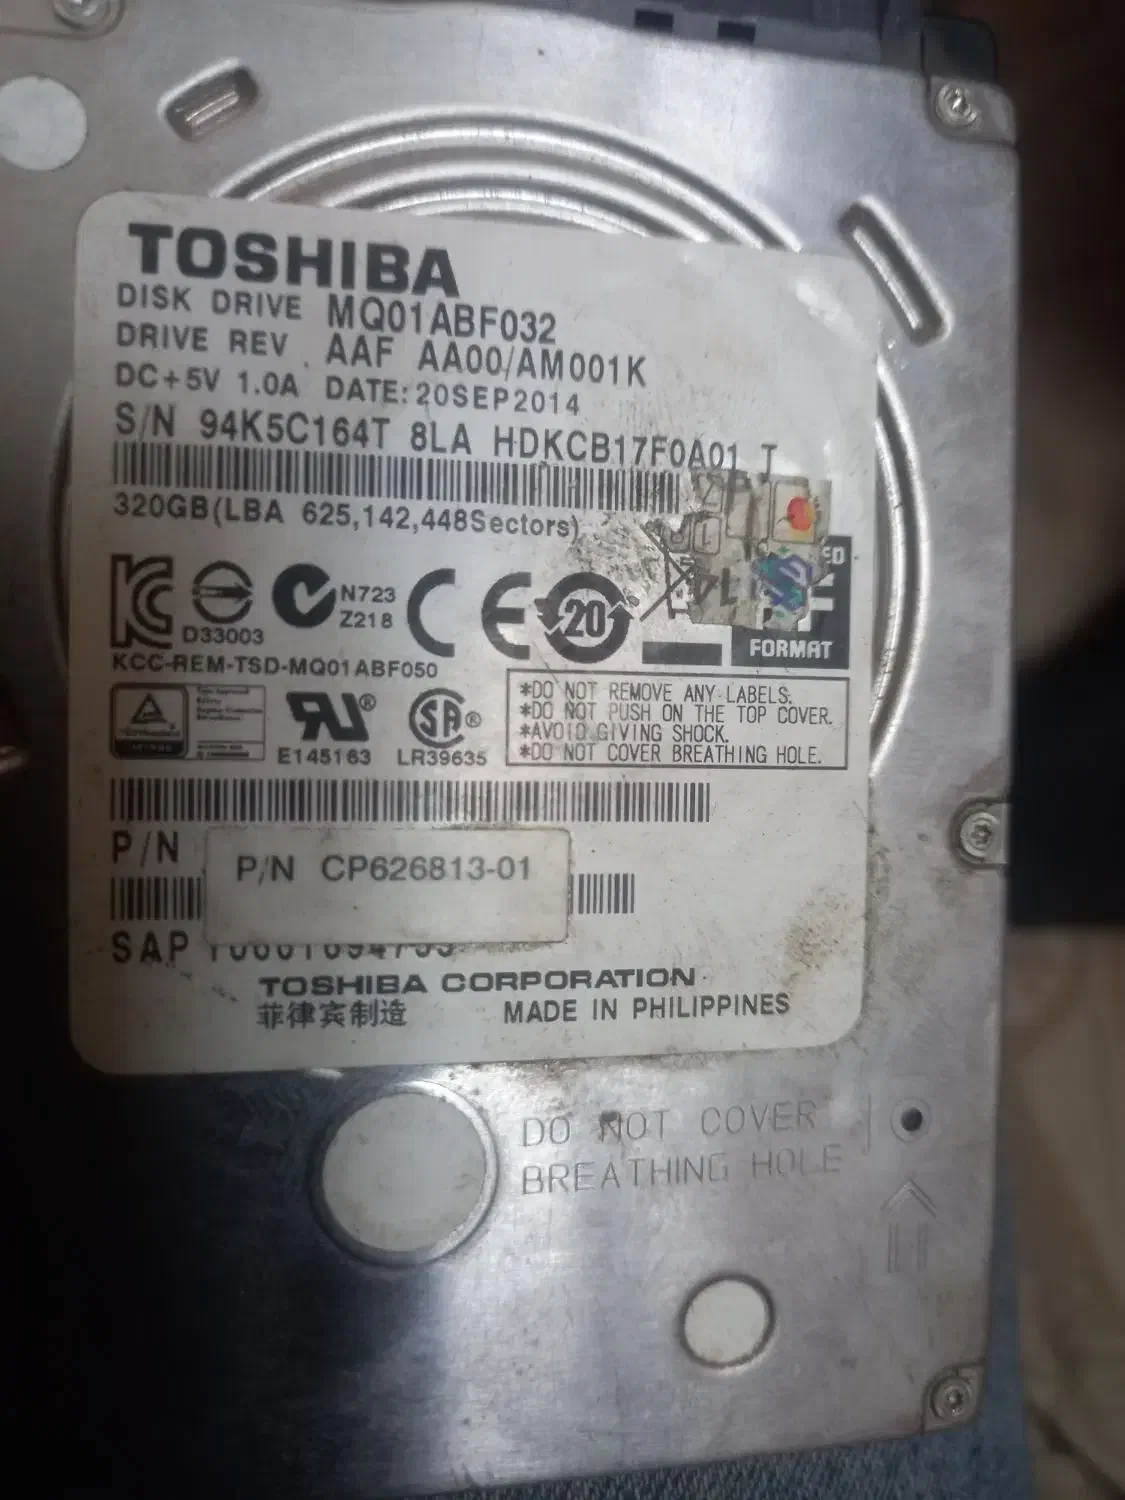 TOSHIBA
DISK DRIVE MQ01ABF032
DRIVE REV AAF AA00/AM001K
DC+5V 1.0A DATE:20SEP2014
S/N 94K5C164T 8LA HDKCB17F0A01 T
320GB(LBA 625,142,448Sectors)
D33003
N723
Z218
CE
20
FORMAT
KCC-REM-TSD-MQ01ABF050
E145163
LR39635
*DO NOT REMOVE ANY LABELS.
*DO NOT PUSH ON THE TOP COVER.
*AVOID GIVING SHOCK.
*DO NOT COVER BREATHING HOLE.
P/N
P/N CP626813-01
SAP
TOSHIBA CORPORATION
菲律宾制造 MADE IN PHILIPPINES
DO NOT COVER
BREATHING HOLE